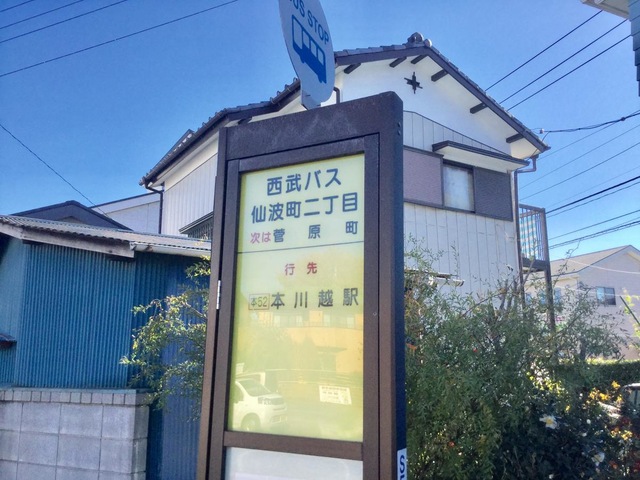 BUS STOP
西武バス
仙波町二丁目
次は菅原町
行先
本52 本川越駅
S